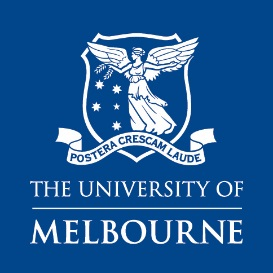 POSTERA CRESCAM LAUDE
THE UNIVERSITY OF
MELBOURNE